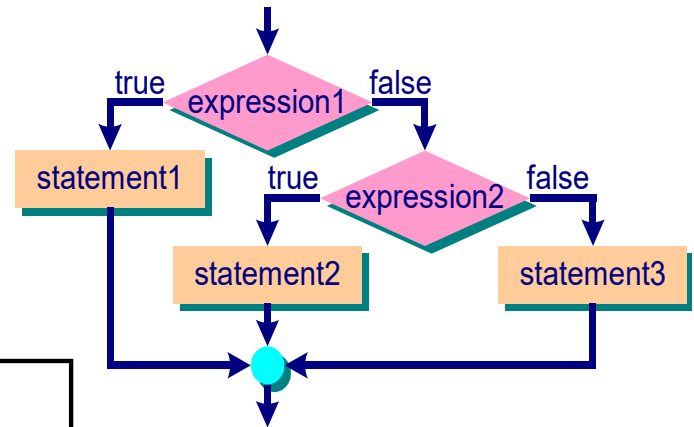 true
false
expression1
statement1
true
false
expression2
statement2
statement3